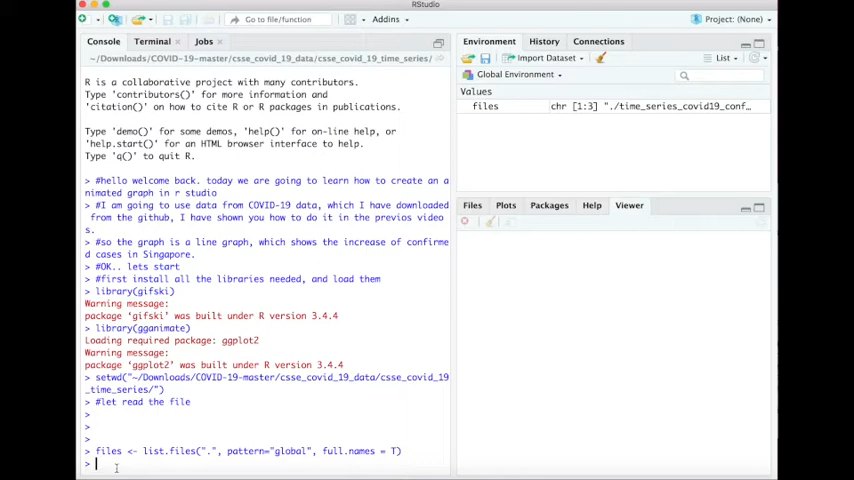 RStudio
Go to file/function
Addins
Project: (None)
Console
Terminal
Jobs
~/Downloads/COVID-19-master/csse_covid_19_data/csse_covid_19_time_series/
R is a collaborative project with many contributors.
Type 'contributors()' for more information and
'citation()' on how to cite R or R packages in publications.
Type 'demo()' for some demos, 'help()' for on-line help, or
'help.start()' for an HTML browser interface to help.
Type 'q()' to quit R.
> #hello welcome back. today we are going to learn how to create an a
nimated graph in r studio
> #I am going to use data from COVID-19 data, which I have downloaded
from the github, I have shown you how to do it in the previos video
s.
> #so the graph is a line graph, which shows the increase of confirme
d cases in Singapore.
> #OK.. lets start
> #first install all the libraries needed, and load them
> library(gifski)
Warning message:
package ‘gifski’ was built under R version 3.4.4
> library(gganimate)
Loading required package: ggplot2
Warning message:
package ‘ggplot2’ was built under R version 3.4.4
> setwd("~/Downloads/COVID-19-master/csse_covid_19_data/csse_covid_19
_time_series/")
> #let read the file
>
>
>
> files <- list.files(".", pattern="global", full.names = T)
>
Environment
History
Connections
Import Dataset
List
Global Environment
Values
files chr [1:3] "./time_series_covid19_conf…
Files
Plots
Packages
Help
Viewer